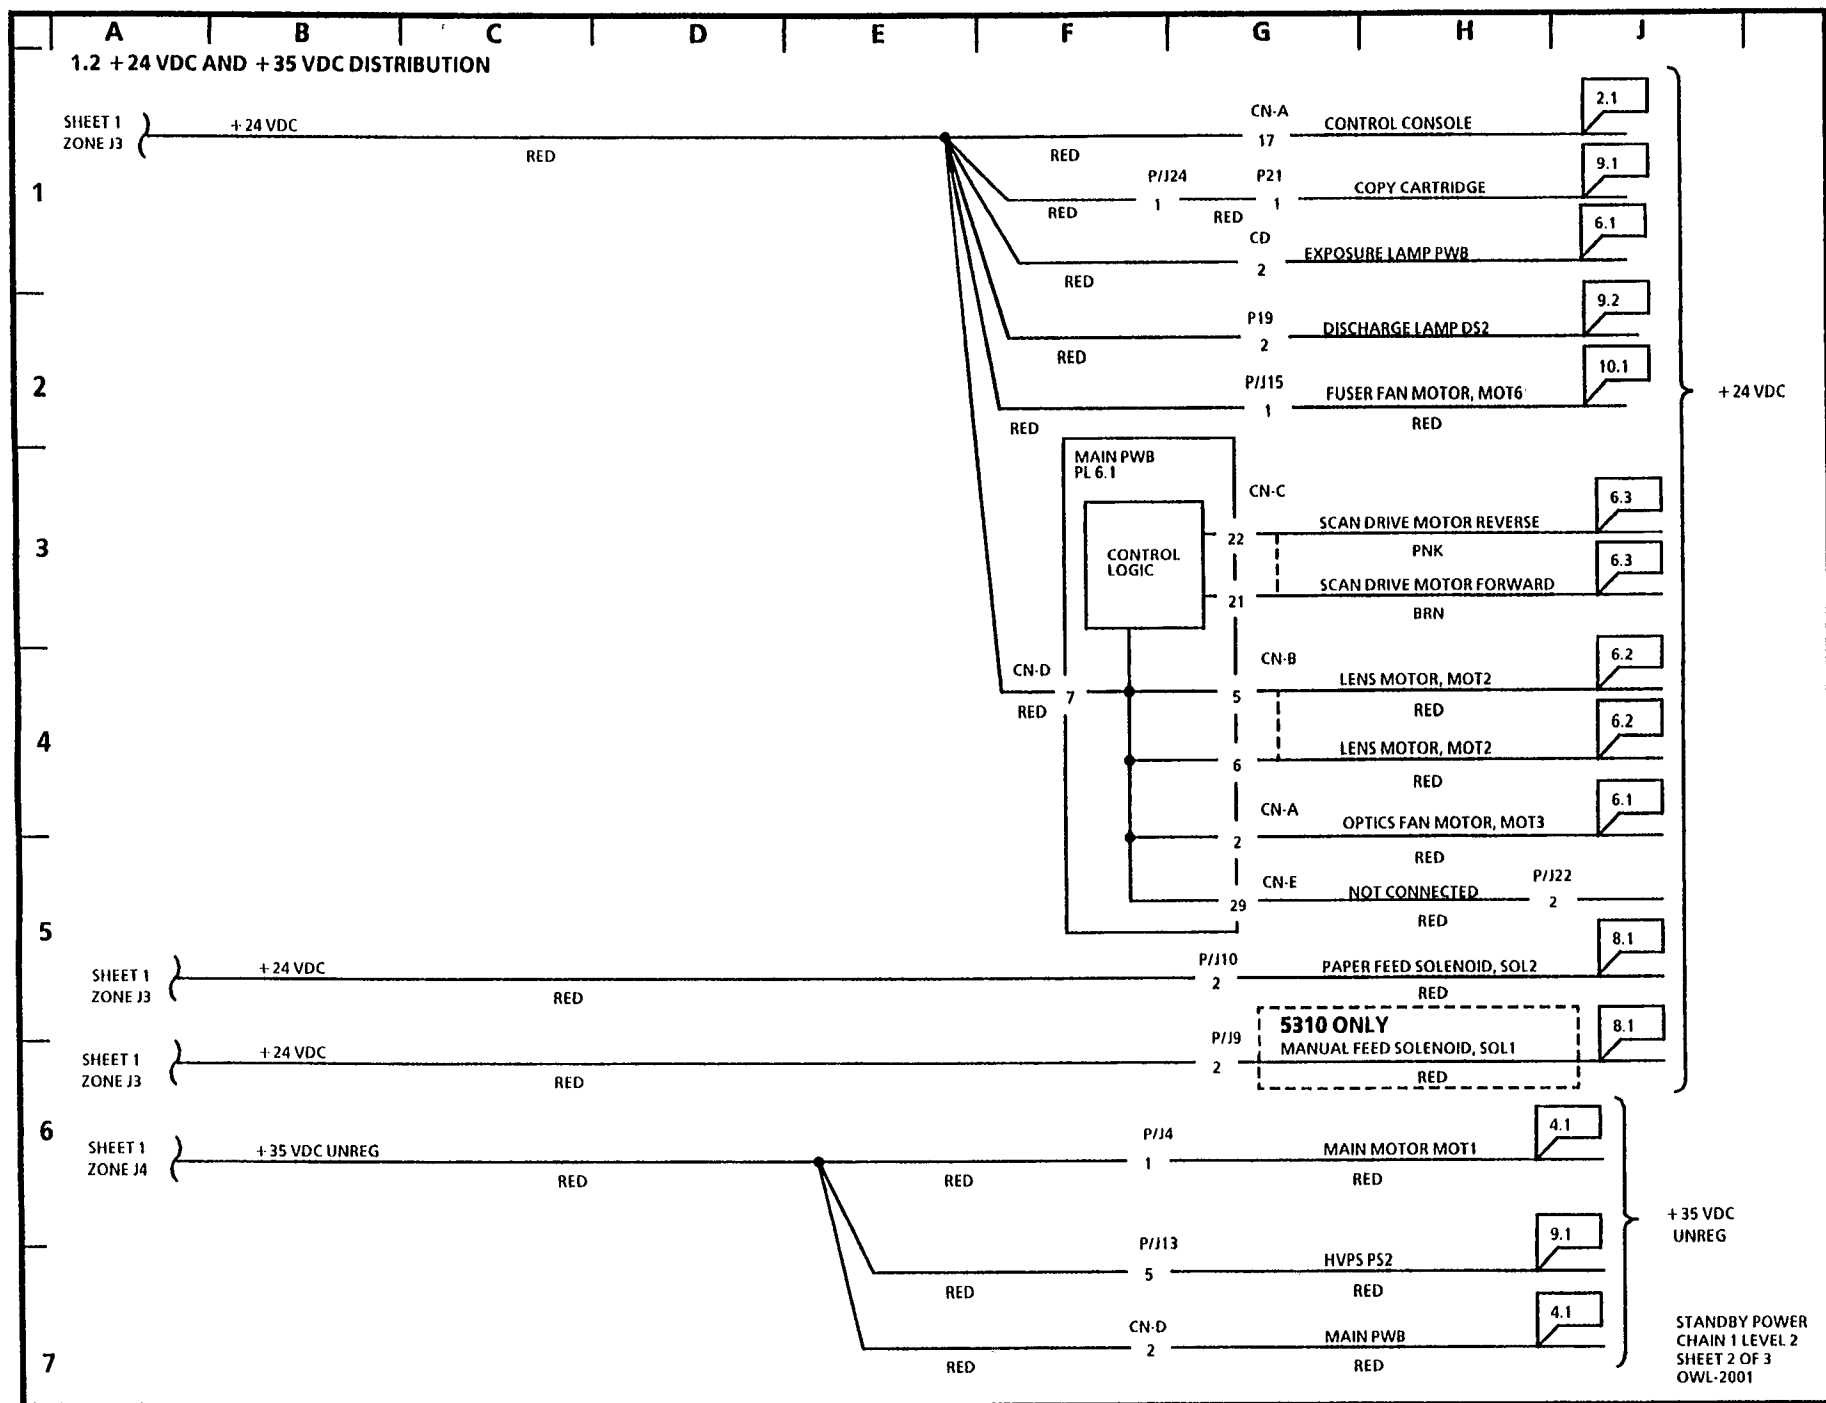 A B C D E F G H J
1.2 +24 VDC AND +35 VDC DISTRIBUTION
SHEET 1
ZONE J3
+24 VDC
RED
RED
CN-A
17
CONTROL CONSOLE
2.1
1
RED
P/J24
1
RED
P21
1
COPY CARTRIDGE
9.1
RED
CD
2
EXPOSURE LAMP PWB
6.1
RED
P19
2
DISCHARGE LAMP DS2
9.2
2
RED
P/J15
1
FUSER FAN MOTOR, MOT6
RED
10.1
+24 VDC
MAIN PWB
PL 6.1
CONTROL
LOGIC
3
CN-C
22
SCAN DRIVE MOTOR REVERSE
PNK
6.3
21
SCAN DRIVE MOTOR FORWARD
BRN
6.3
CN-D
7
RED
CN-B
5
LENS MOTOR, MOT2
RED
6.2
4
6
LENS MOTOR, MOT2
RED
6.2
CN-A
2
OPTICS FAN MOTOR, MOT3
RED
6.1
CN-E
29
NOT CONNECTED
RED
P/J22
2
5
SHEET 1
ZONE J3
+24 VDC
RED
P/J10
2
PAPER FEED SOLENOID, SOL2
RED
8.1
SHEET 1
ZONE J3
+24 VDC
RED
P/J9
2
5310 ONLY
MANUAL FEED SOLENOID, SOL1
RED
8.1
6
SHEET 1
ZONE J4
+35 VDC UNREG
RED
RED
P/J4
1
MAIN MOTOR MOT1
RED
4.1
RED
P/J13
5
HVPS PS2
RED
9.1
+35 VDC
UNREG
7
RED
CN-D
2
MAIN PWB
RED
4.1
STANDBY POWER
CHAIN 1 LEVEL 2
SHEET 2 OF 3
OWL-2001